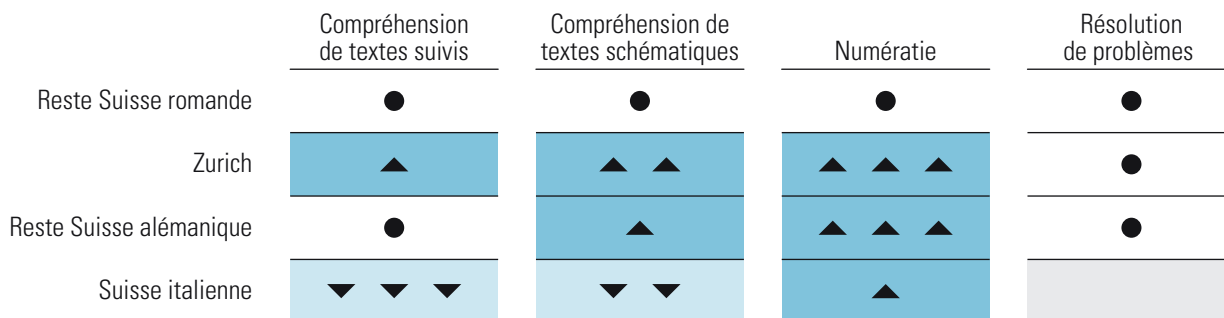 Compréhension
de textes suivis
Compréhension de
textes schématiques
Numératie
Résolution
de problèmes
Reste Suisse romande
Zurich
Reste Suisse alémanique
Suisse italienne